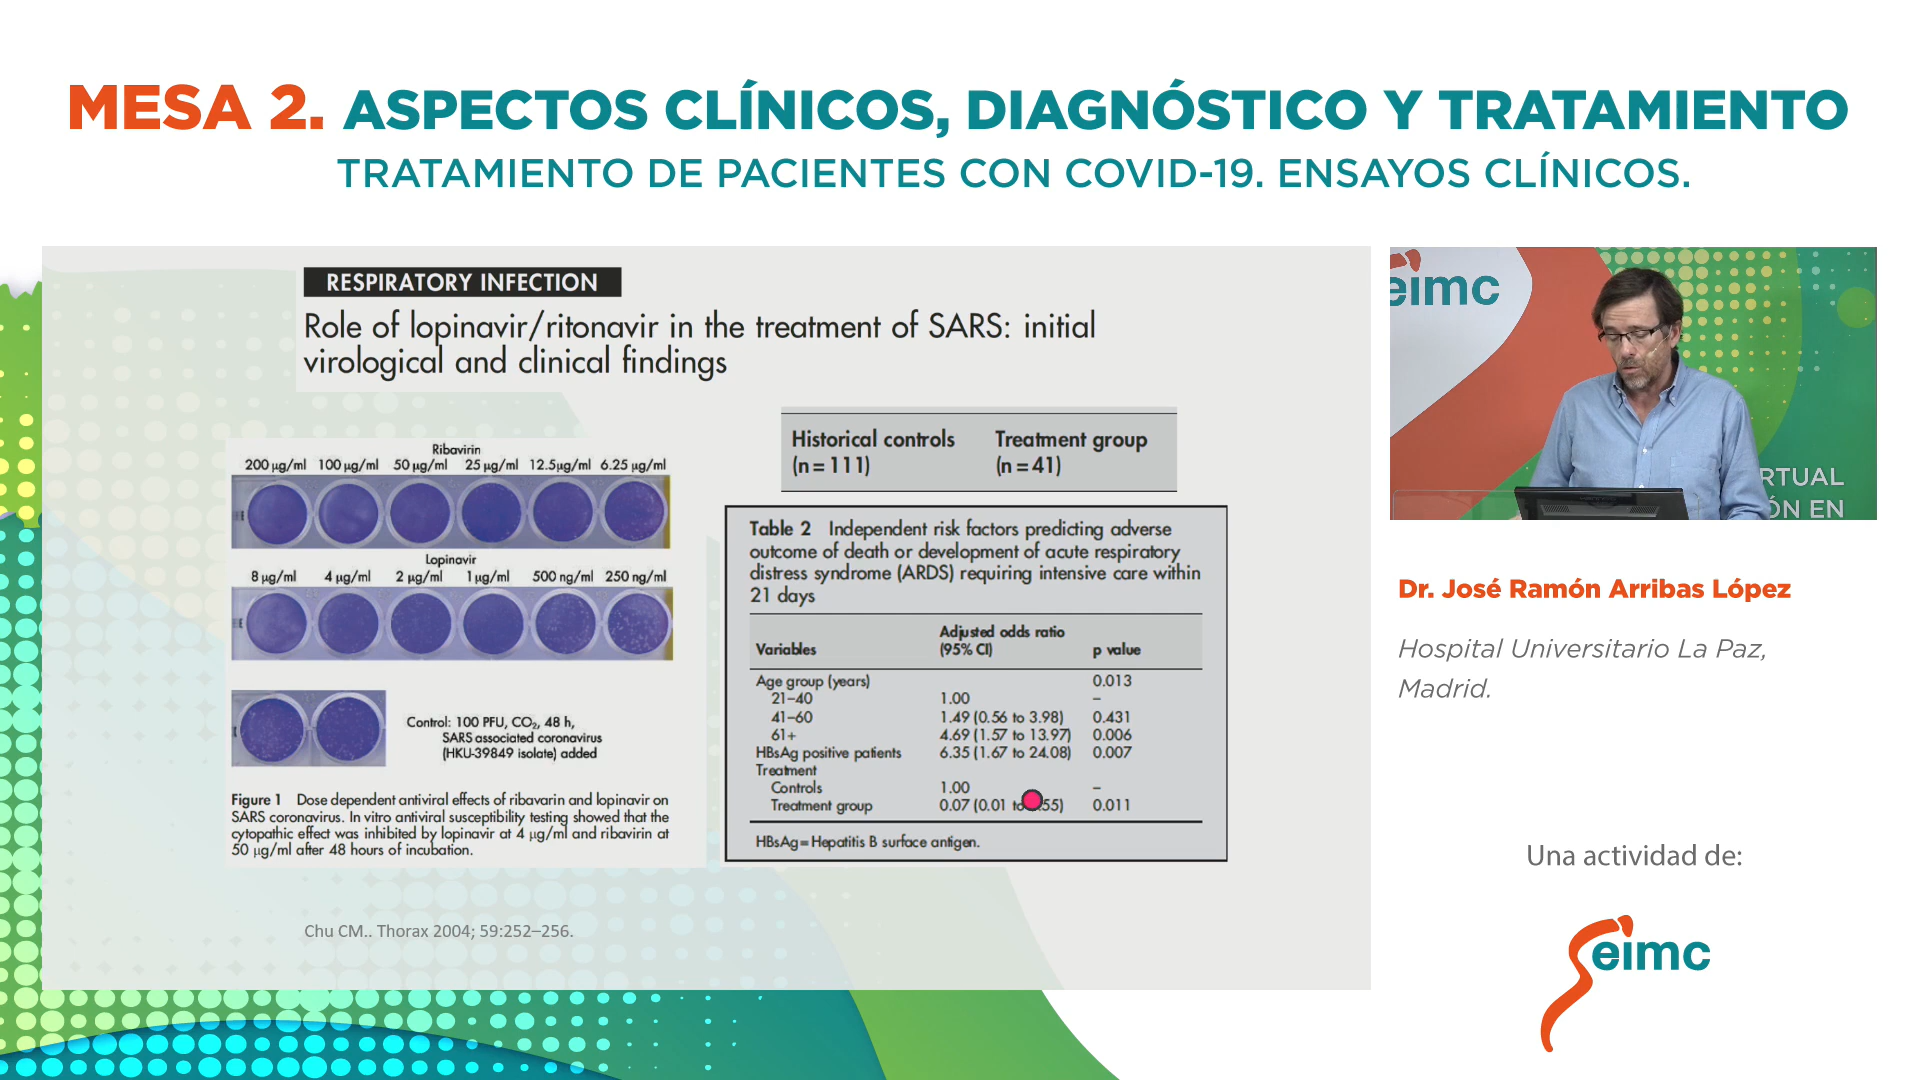 MESA 2. ASPECTOS CLÍNICOS, DIAGNÓSTICO Y TRATAMIENTO
TRATAMIENTO DE PACIENTES CON COVID-19. ENSAYOS CLÍNICOS.
RESPIRATORY INFECTION
Role of lopinavir/ritonavir in the treatment of SARS: initial
virological and clinical findings
Ribavirin
200 µg/ml 100 µg/ml 50 µg/ml 25 µg/ml 12.5µg/ml 6.25 µg/ml
Lopinavir
8 µg/ml 4 µg/ml 2 µg/ml 1 µg/ml 500 ng/ml 250 ng/ml
Control: 100 PFU, CO₂, 48 h,
SARS associated coronavirus
(HKU-39849 isolate) added
Figure 1 Dose dependent antiviral effects of ribavarin and lopinavir on
SARS coronavirus. In vitro antiviral susceptibility testing showed that the
cytopathic effect was inhibited by lopinavir at 4 µg/ml and ribavirin at
50 µg/ml after 48 hours of incubation.
Historical controls Treatment group
(n = 111) (n = 41)
Table 2 Independent risk factors predicting adverse
outcome of death or development of acute respiratory
distress syndrome (ARDS) requiring intensive care within
21 days
Adjusted odds ratio
Variables (95% CI) p value
Age group (years) 0.013
21–40 1.00 –
41–60 1.49 (0.56 to 3.98) 0.431
61+ 4.69 (1.57 to 13.97) 0.006
HBsAg positive patients 6.35 (1.67 to 24.08) 0.007
Treatment
Controls 1.00 –
Treatment group 0.07 (0.01 to .55) 0.011
HBsAg=Hepatitis B surface antigen.
Chu CM.. Thorax 2004; 59:252–256.
eimc
RTUAL
ÓN EN
Dr. José Ramón Arribas López
Hospital Universitario La Paz,
Madrid.
Una actividad de:
Seimc